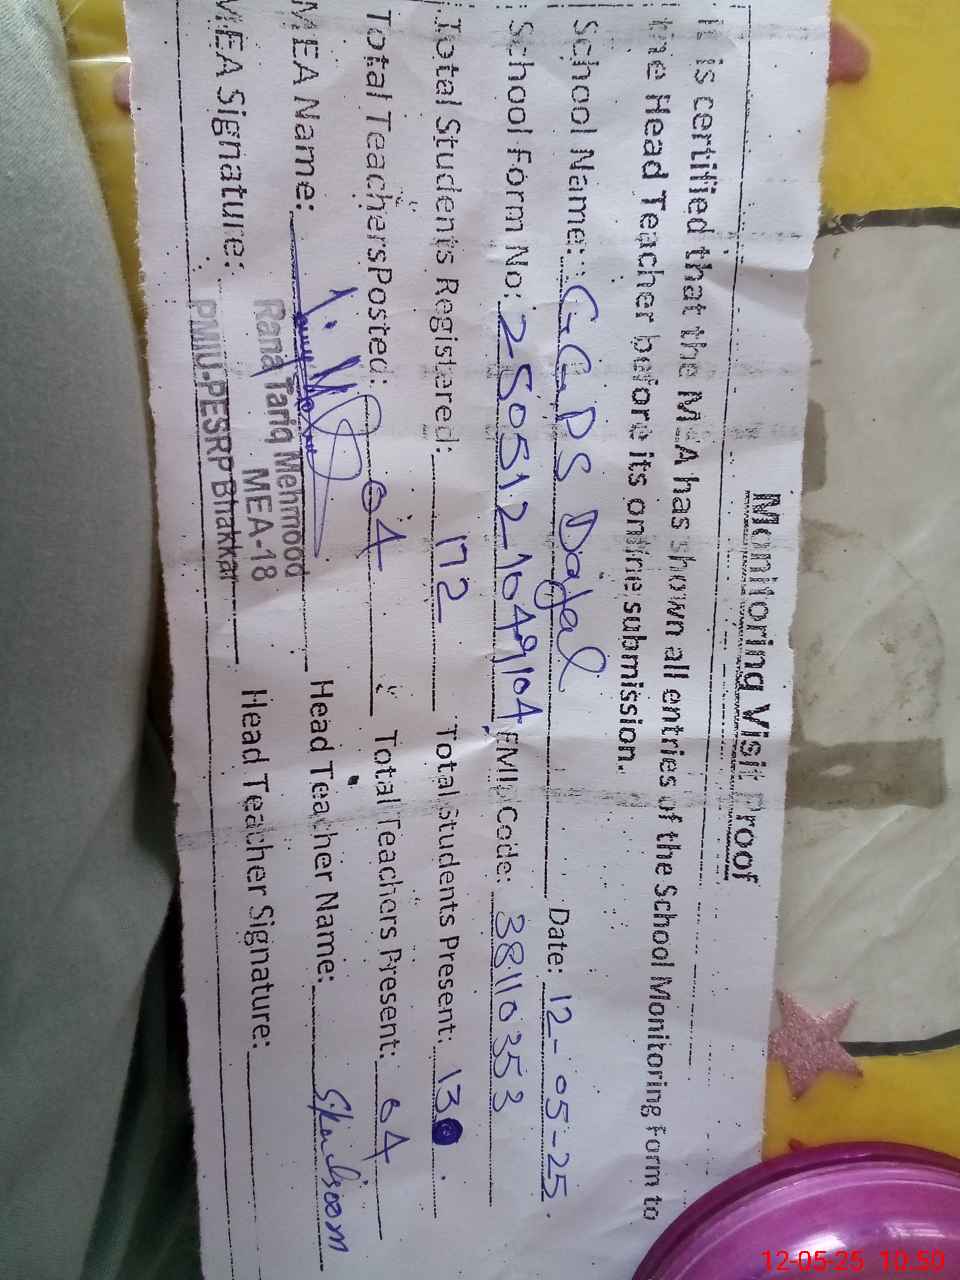 Monitoring Visit Proof
It is certified that the MEA has shown all entries of the School Monitoring Form to
the Head Teacher before its online submission.
School Name: GGPS Dajal Date: 12-05-25
School Form No: 2505121049104 EMIS Code: 38110353
Total Students Registered: 172 Total Students Present: 130
Total Teachers Posted: 04 Total Teachers Present: 04
MEA Name: Head Teacher Name:
MEA Signature: Head Teacher Signature:
Rana Tariq Mehmood
MEA-18
PMIU-PESRP Bhakkar
12-05-25 10:50